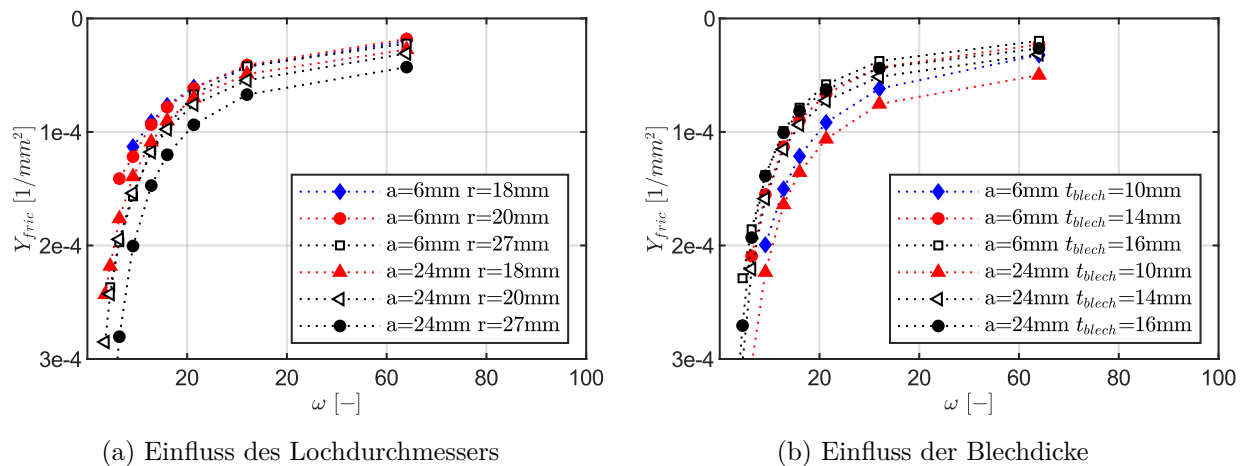 0
1e-4
2e-4
3e-4
Y_fric [1/mm²]
20
20
60
100
ω [−]
a=6mm r=18mm
a=6mm r=20mm
a=6mm r=27mm
a=24mm r=18mm
a=24mm r=20mm
a=24mm r=27mm
(a) Einfluss des Lochdurchmessers
0
1e-4
2e-4
3e-4
Y_fric [1/mm²]
20
20
60
100
ω [−]
a=6mm t_blech=10mm
a=6mm t_blech=14mm
a=6mm t_blech=16mm
a=24mm t_blech=10mm
a=24mm t_blech=14mm
a=24mm t_blech=16mm
(b) Einfluss der Blechdicke